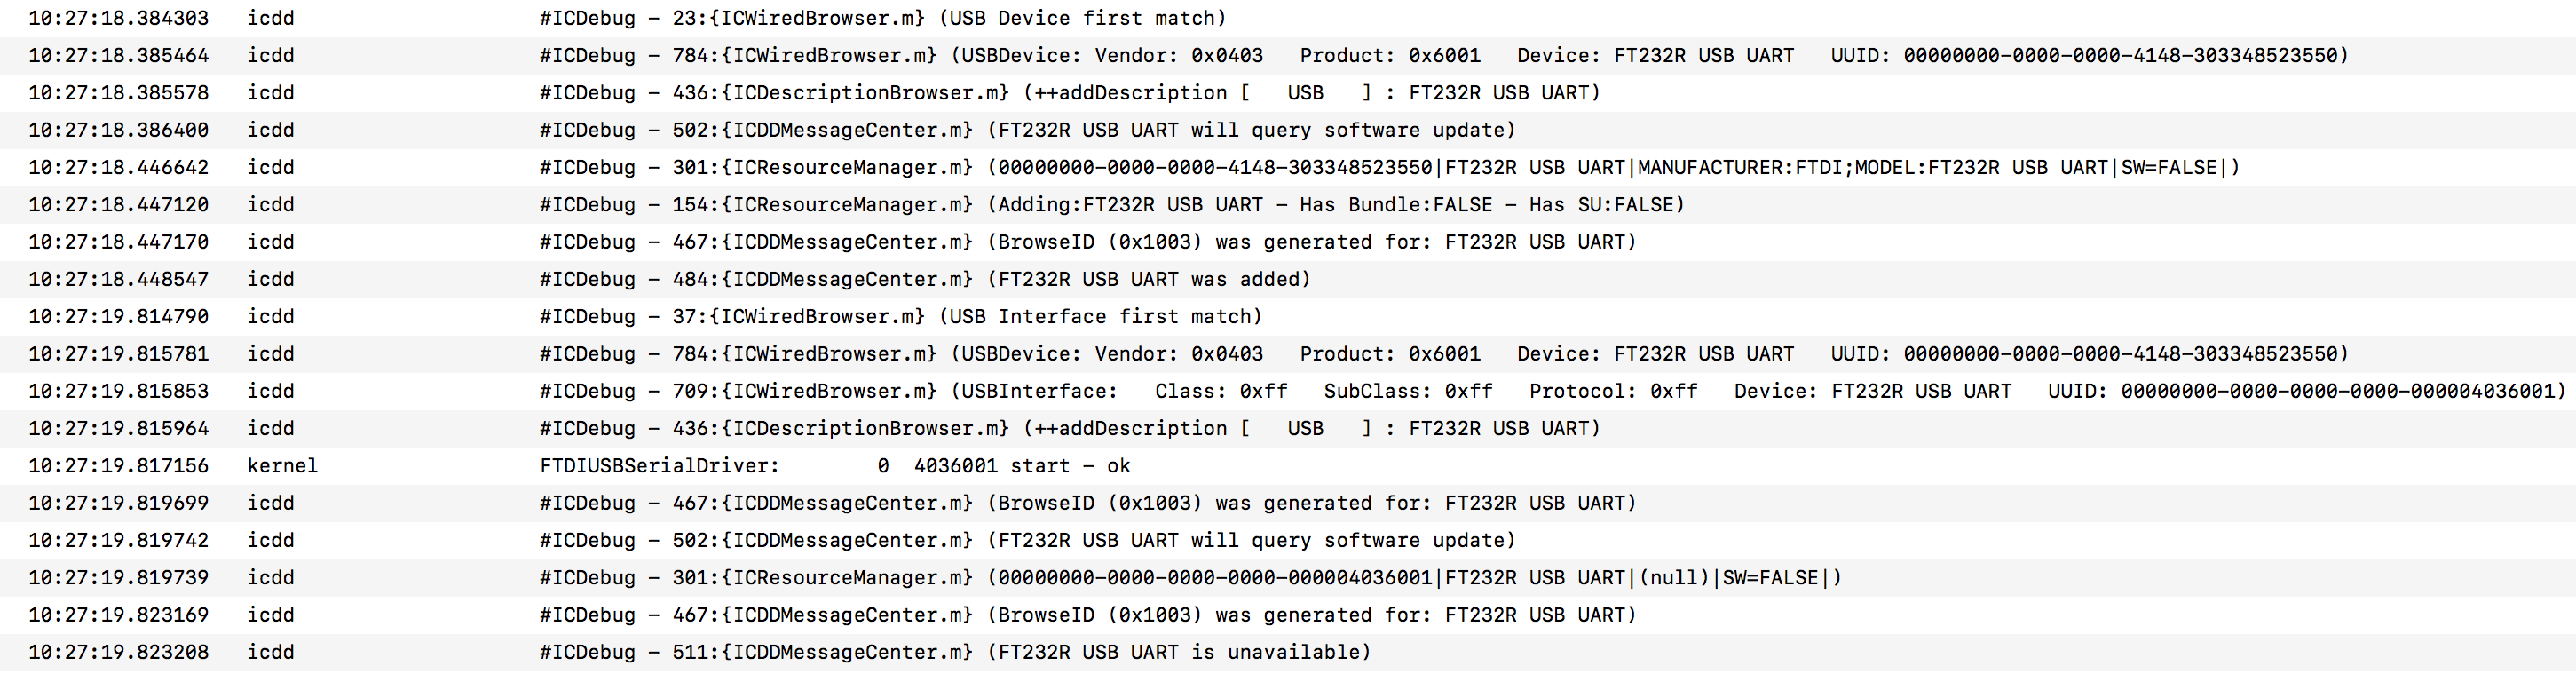 10:27:18.384303 icdd #ICDebug – 23:{ICWiredBrowser.m} (USB Device first match)
10:27:18.385464 icdd #ICDebug – 784:{ICWiredBrowser.m} (USBDevice: Vendor: 0x0403 Product: 0x6001 Device: FT232R USB UART UUID: 00000000-0000-0000-4148-303348523550)
10:27:18.385578 icdd #ICDebug – 436:{ICDescriptionBrowser.m} (++addDescription [ USB ] : FT232R USB UART)
10:27:18.386400 icdd #ICDebug – 502:{ICDDMessageCenter.m} (FT232R USB UART will query software update)
10:27:18.446642 icdd #ICDebug – 301:{ICResourceManager.m} (00000000-0000-0000-4148-303348523550|FT232R USB UART|MANUFACTURER:FTDI;MODEL:FT232R USB UART|SW=FALSE|)
10:27:18.447120 icdd #ICDebug – 154:{ICResourceManager.m} (Adding:FT232R USB UART – Has Bundle:FALSE – Has SU:FALSE)
10:27:18.447170 icdd #ICDebug – 467:{ICDDMessageCenter.m} (BrowseID (0x1003) was generated for: FT232R USB UART)
10:27:18.448547 icdd #ICDebug – 484:{ICDDMessageCenter.m} (FT232R USB UART was added)
10:27:19.814790 icdd #ICDebug – 37:{ICWiredBrowser.m} (USB Interface first match)
10:27:19.815781 icdd #ICDebug – 784:{ICWiredBrowser.m} (USBDevice: Vendor: 0x0403 Product: 0x6001 Device: FT232R USB UART UUID: 00000000-0000-0000-4148-303348523550)
10:27:19.815853 icdd #ICDebug – 709:{ICWiredBrowser.m} (USBInterface: Class: 0xff SubClass: 0xff Protocol: 0xff Device: FT232R USB UART UUID: 00000000-0000-0000-0000-000004036001)
10:27:19.815964 icdd #ICDebug – 436:{ICDescriptionBrowser.m} (++addDescription [ USB ] : FT232R USB UART)
10:27:19.817156 kernel FTDIUSBSerialDriver: 0 4036001 start – ok
10:27:19.819699 icdd #ICDebug – 467:{ICDDMessageCenter.m} (BrowseID (0x1003) was generated for: FT232R USB UART)
10:27:19.819742 icdd #ICDebug – 502:{ICDDMessageCenter.m} (FT232R USB UART will query software update)
10:27:19.819739 icdd #ICDebug – 301:{ICResourceManager.m} (00000000-0000-0000-0000-000004036001|FT232R USB UART|(null)|SW=FALSE|)
10:27:19.823169 icdd #ICDebug – 467:{ICDDMessageCenter.m} (BrowseID (0x1003) was generated for: FT232R USB UART)
10:27:19.823208 icdd #ICDebug – 511:{ICDDMessageCenter.m} (FT232R USB UART is unavailable)